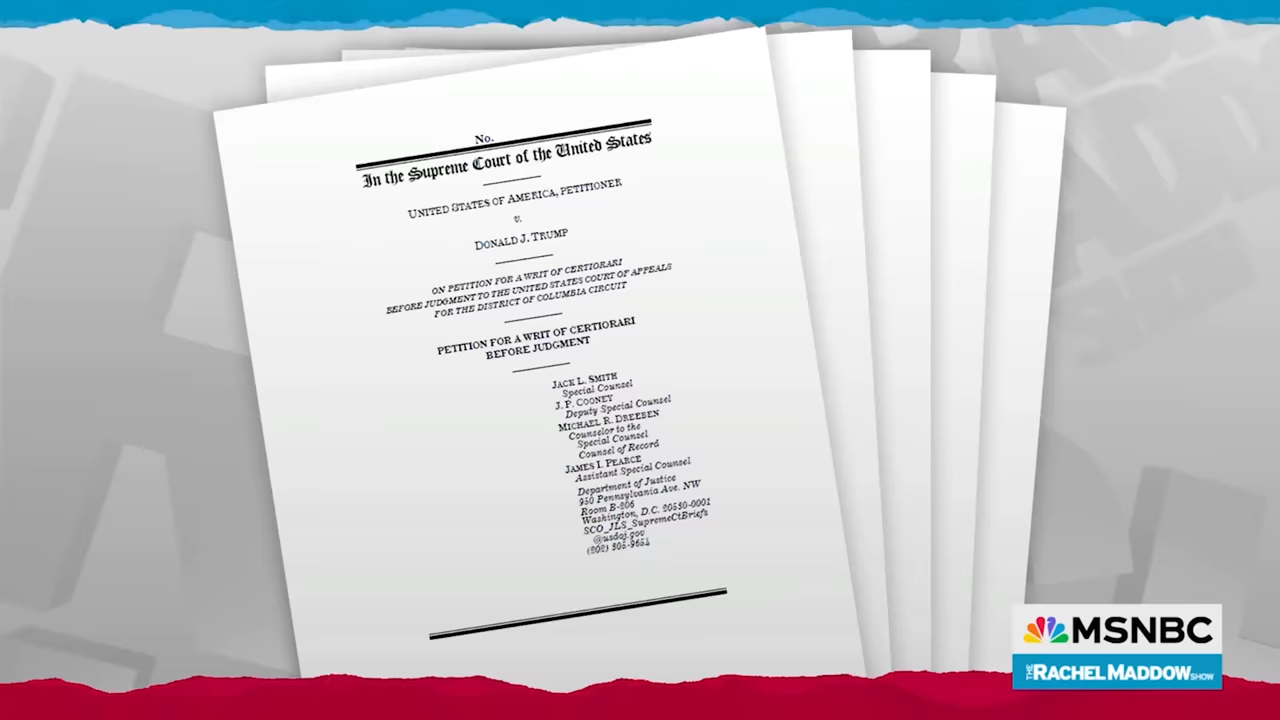 No.
In the Supreme Court of the United States
UNITED STATES OF AMERICA, PETITIONER
v.
DONALD J. TRUMP
ON PETITION FOR A WRIT OF CERTIORARI
BEFORE JUDGMENT TO THE UNITED STATES COURT OF APPEALS
FOR THE DISTRICT OF COLUMBIA CIRCUIT
PETITION FOR A WRIT OF CERTIORARI
BEFORE JUDGMENT
JACK L. SMITH
Special Counsel
J. P. COONEY
Deputy Special Counsel
MICHAEL R. DREEBEN
Counselor to the
Special Counsel
Counsel of Record
JAMES I. PEARCE
Assistant Special Counsel
Department of Justice
950 Pennsylvania Ave. NW
Room B-206
Washington, D.C. 20530-0001
SCO_JLS_SupremeCtBriefs
@usdoj.gov
(202) 305-9654
MSNBC
THE RACHEL MADDOW SHOW